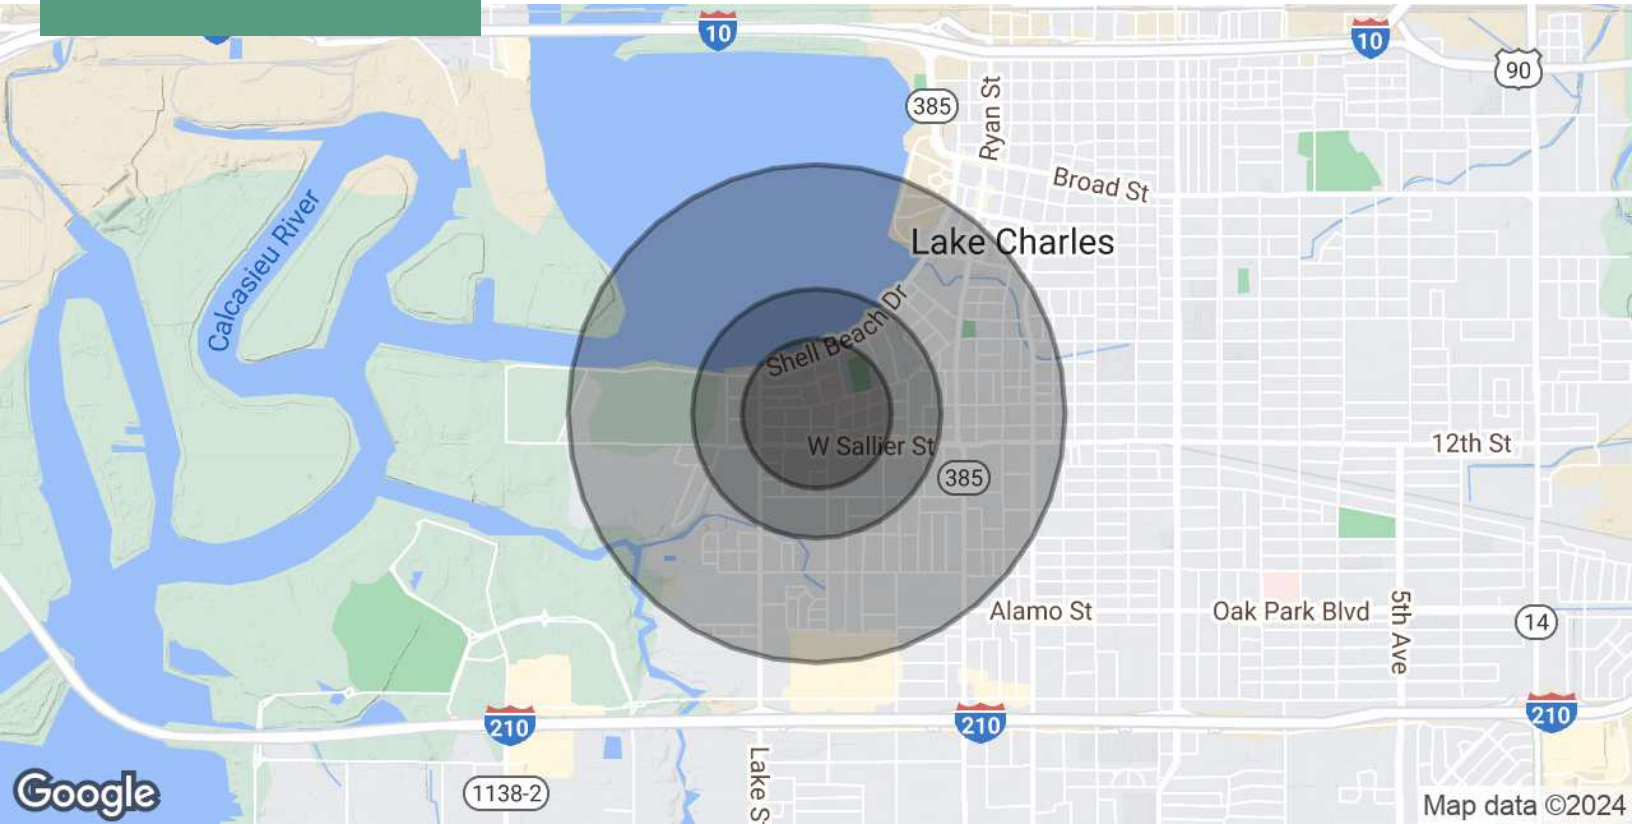 10
10
90
385
Ryan St
Broad St
Calcasieu River
Lake Charles
Shell Beach Dr
W Sallier St
12th St
385
Alamo St
Oak Park Blvd
5th Ave
14
210
210
210
Lake S
1138-2
Google
Map data ©2024